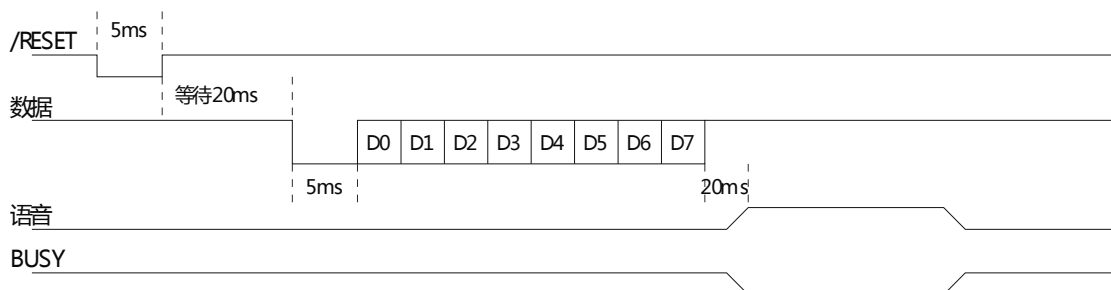 5ms
/RESET
等待20ms
数据
D0 D1 D2 D3 D4 D5 D6 D7
5ms
20ms
语音
BUSY